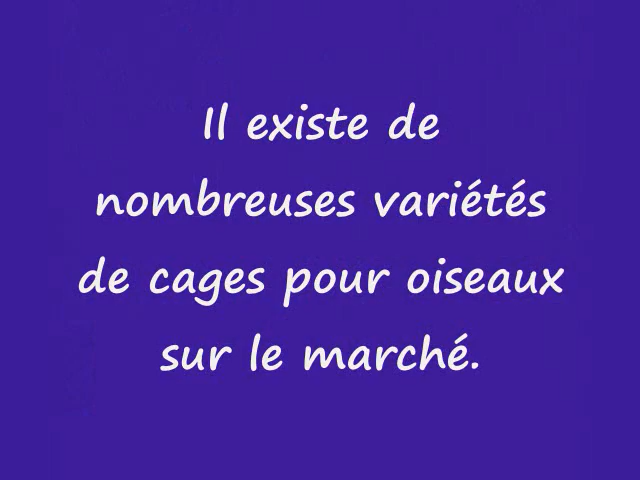 Il existe de
nombreuses variétés
de cages pour oiseaux
sur le marché.